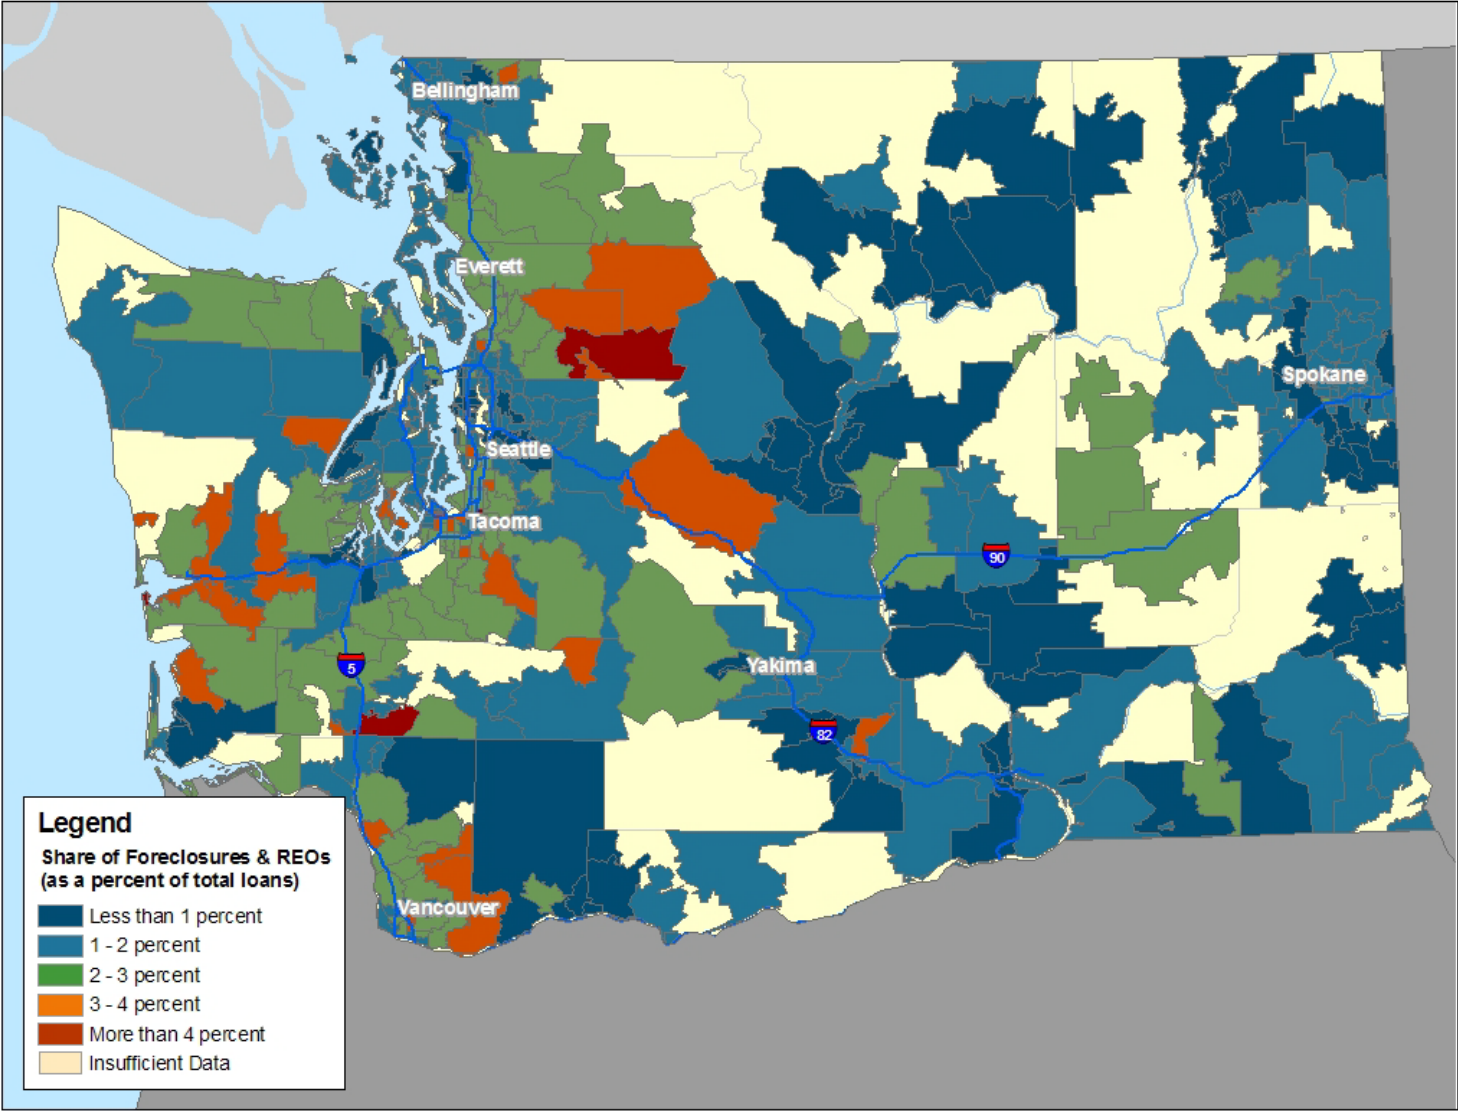 Bellingham
Everett
Spokane
Seattle
Tacoma
90
5
Yakima
82
Vancouver
Legend
Share of Foreclosures & REOs
(as a percent of total loans)
Less than 1 percent
1 - 2 percent
2 - 3 percent
3 - 4 percent
More than 4 percent
Insufficient Data